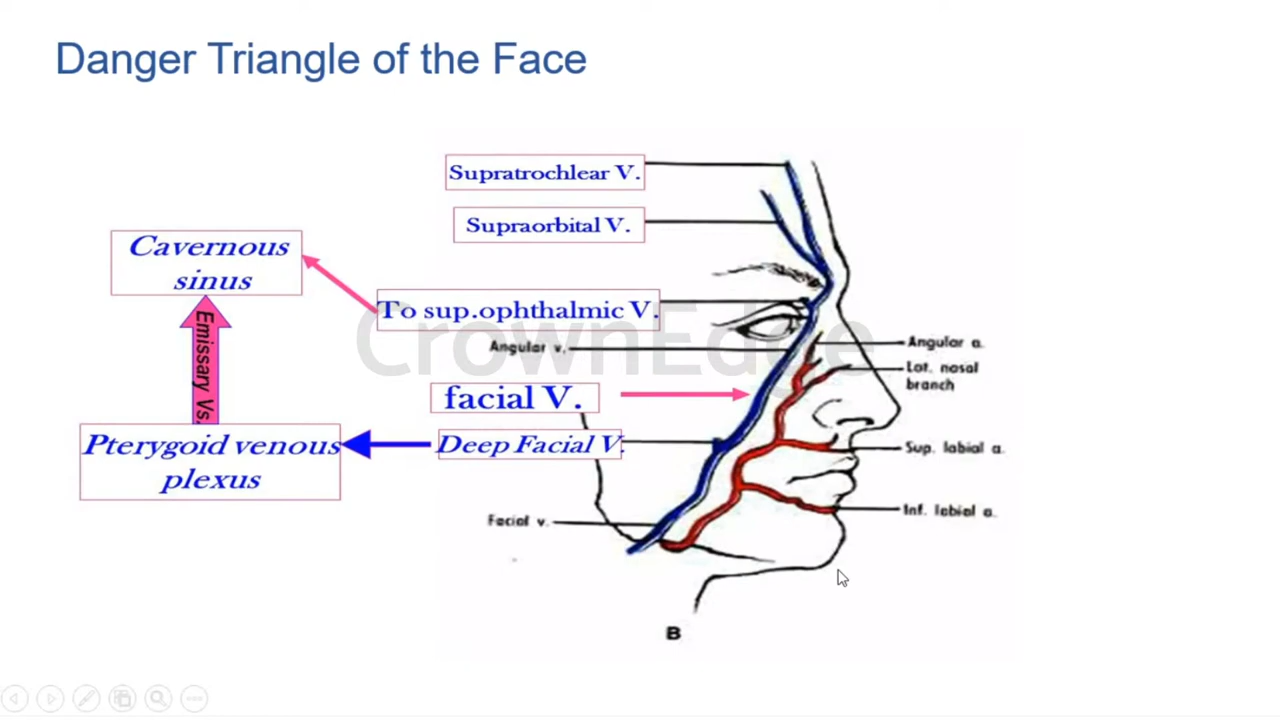 Danger Triangle of the Face
Supratrochlear V.
Supraorbital V.
Cavernous
sinus
To sup.ophthalmic V.
CrownEdge
Angular v.
Angular a.
Lat. nasal
branch
Emissary Vs.
facial V.
Pterygoid venous
plexus
Deep Facial V.
Sup. labial a.
Facial v.
Inf. labial a.
B